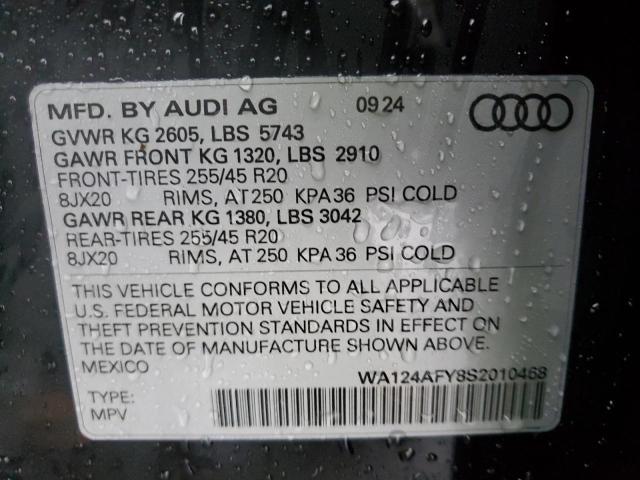 MFD. BY AUDI AG 09 24
GVWR KG 2605, LBS 5743
GAWR FRONT KG 1320, LBS 2910
FRONT-TIRES 255/45 R20
8JX20 RIMS, AT 250 KPA 36 PSI COLD
GAWR REAR KG 1380, LBS 3042
REAR-TIRES 255/45 R20
8JX20 RIMS, AT 250 KPA 36 PSI COLD
THIS VEHICLE CONFORMS TO ALL APPLICABLE
U.S. FEDERAL MOTOR VEHICLE SAFETY AND
THEFT PREVENTION STANDARDS IN EFFECT ON
THE DATE OF MANUFACTURE SHOWN ABOVE.
MEXICO
WA124AFY8S2010468
TYPE:
MPV